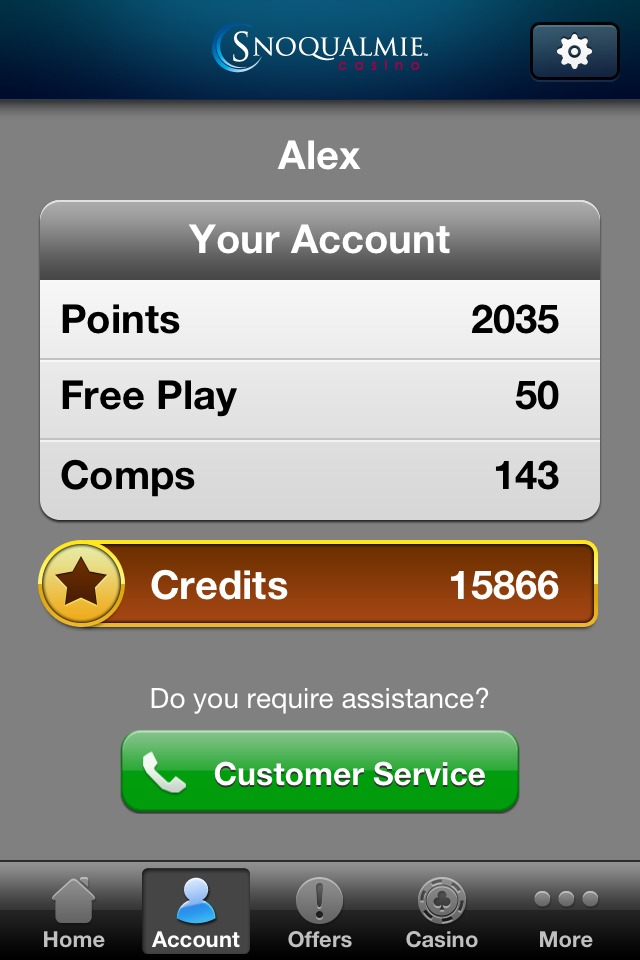 SNOQUALMIE™
casino
Alex
Your Account
Points 2035
Free Play 50
Comps 143
Credits 15866
Do you require assistance?
Customer Service
Home Account Offers Casino More